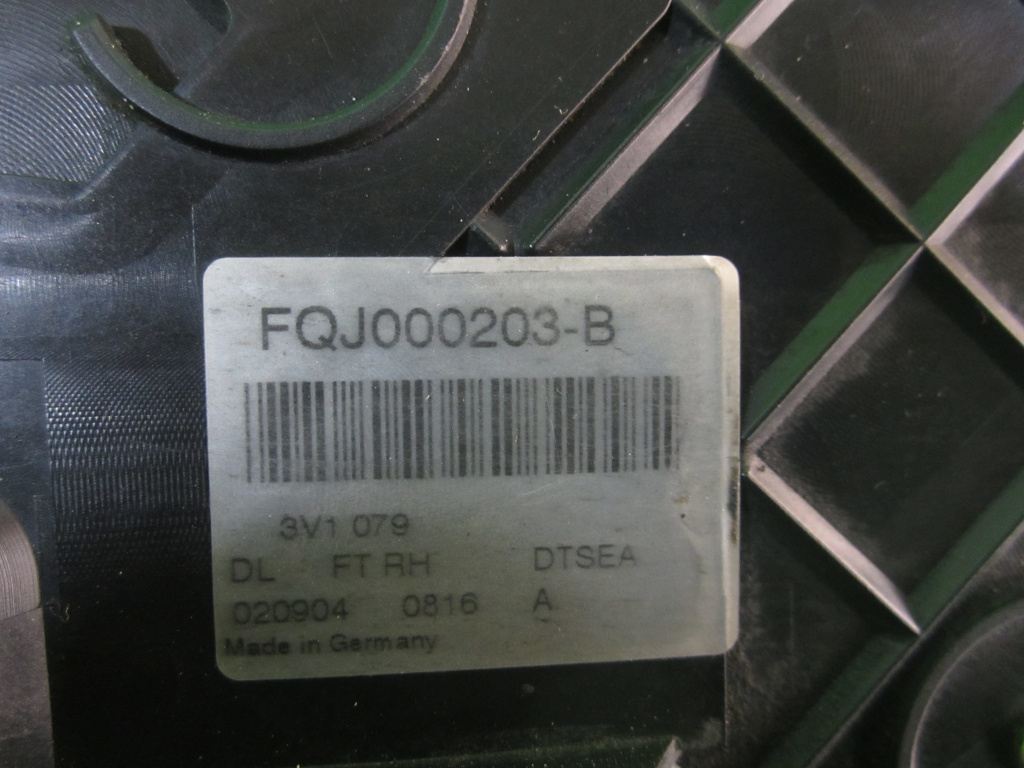 FQJ000203-B
3V1 079
DL FT RH DTSEA
020904 0816 A
Made in Germany